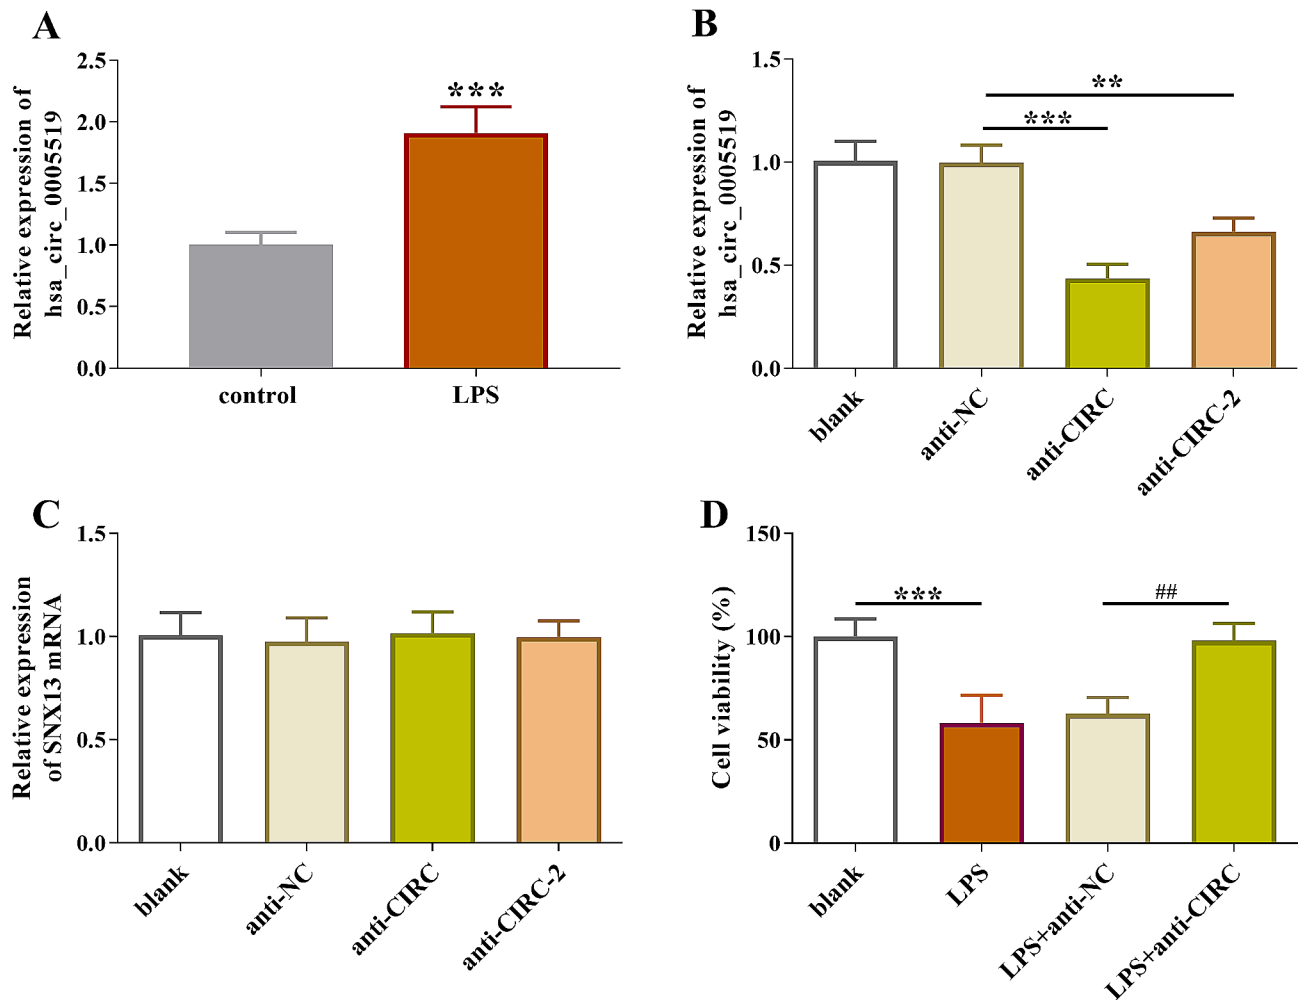 A
Relative expression of
hsa_circ_0005519
2.5
2.0
1.5
1.0
0.5
0.0
***
control
LPS
B
Relative expression of
hsa_circ_0005519
1.5
1.0
0.5
0.0
**
***
blank
anti-NC
anti-CIRC
anti-CIRC-2
C
Relative expression
of SNX13 mRNA
1.5
1.0
0.5
0.0
blank
anti-NC
anti-CIRC
anti-CIRC-2
D
Cell viability (%)
150
100
50
0
***
##
blank
LPS
LPS+anti-NC
LPS+anti-CIRC